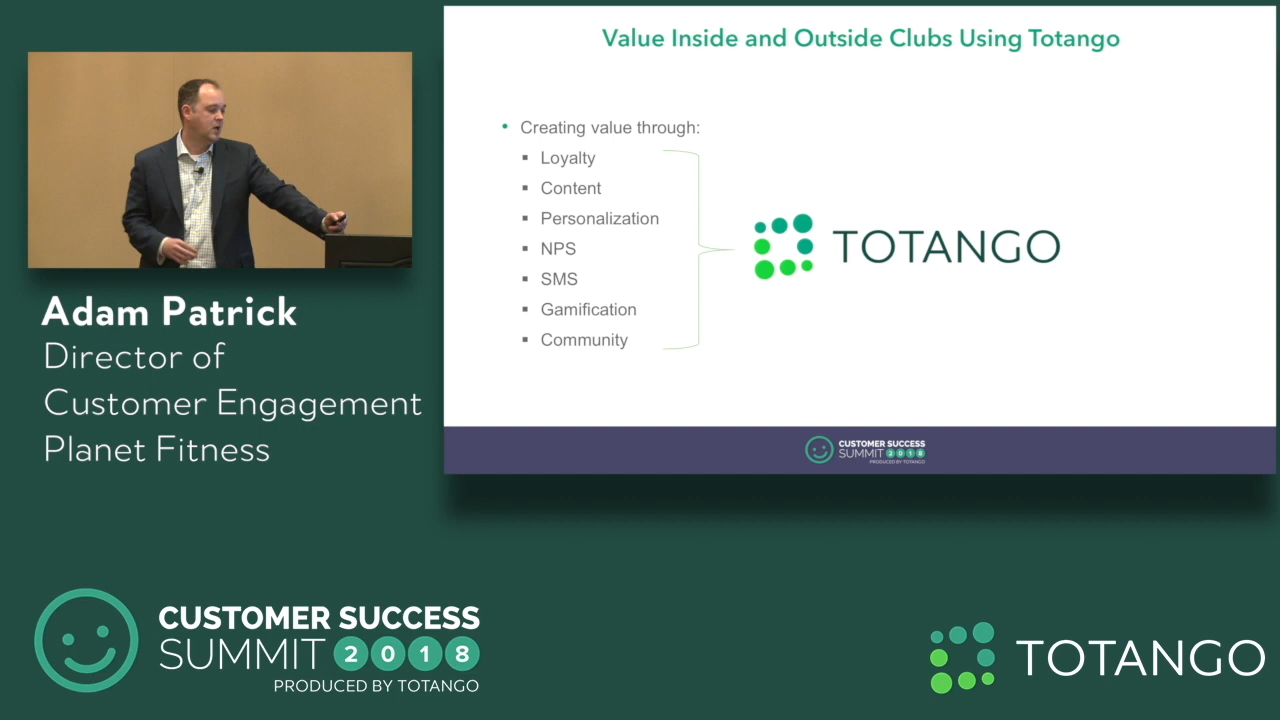 Value Inside and Outside Clubs Using Totango
• Creating value through:
▪ Loyalty
▪ Content
▪ Personalization
▪ NPS
▪ SMS
▪ Gamification
▪ Community
TOTANGO
CUSTOMER SUCCESS
SUMMIT 2018
PRODUCED BY TOTANGO
Adam Patrick
Director of
Customer Engagement
Planet Fitness
CUSTOMER SUCCESS
SUMMIT 2018
PRODUCED BY TOTANGO
TOTANGO